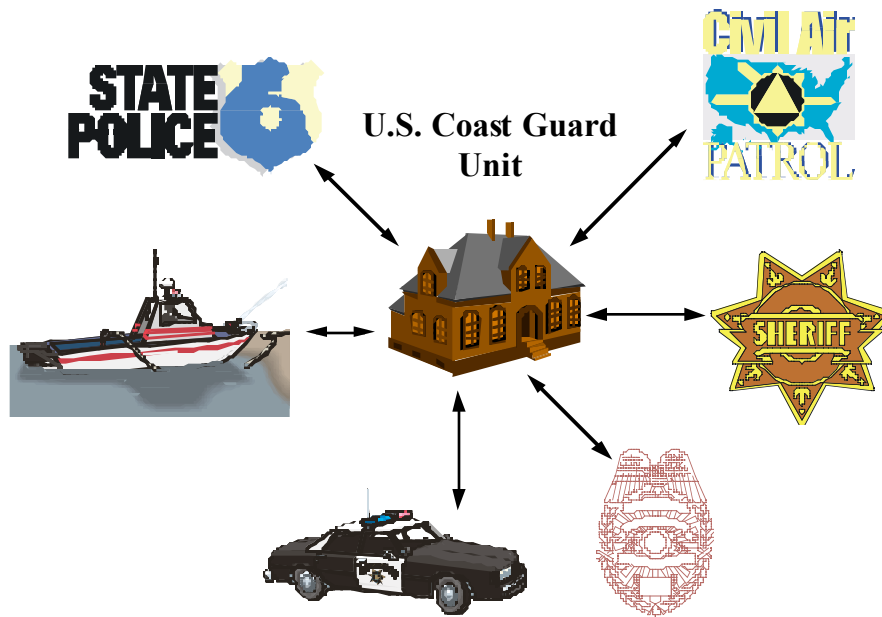 STATE
POLICE
U.S. Coast Guard
Unit
Civil Air
PATROL
SHERIFF